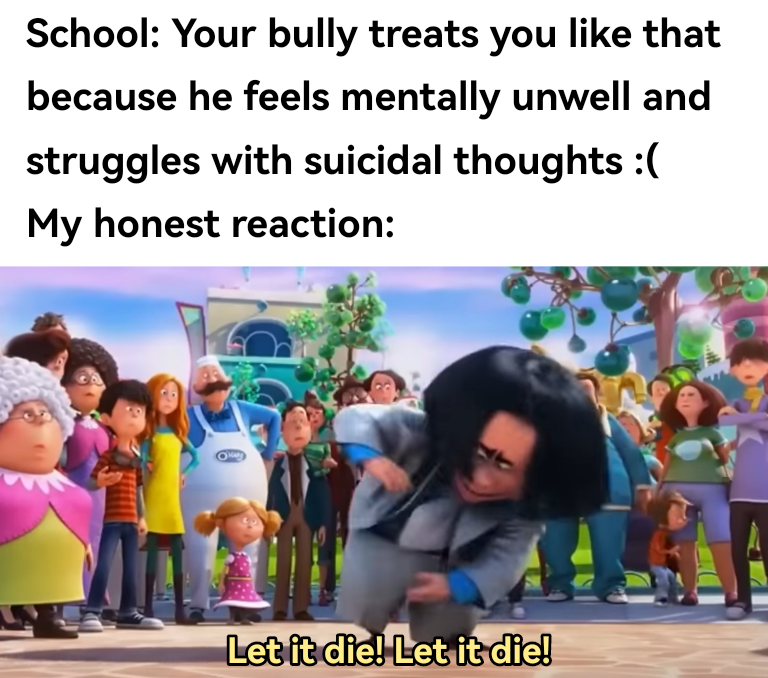 School: Your bully treats you like that
because he feels mentally unwell and
struggles with suicidal thoughts :(
My honest reaction:
Let it die! Let it die!